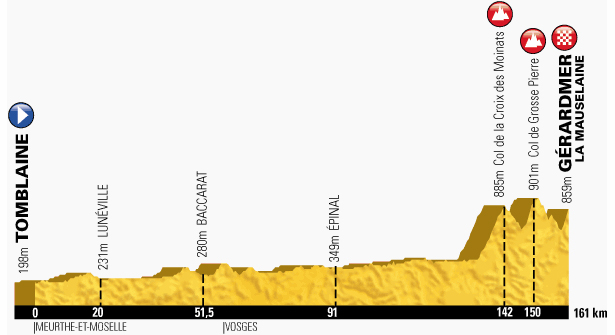 198m TOMBLAINE
231m LUNÉVILLE
280m BACCARAT
349m ÉPINAL
885m Col de la Croix des Moinats
901m Col de Grosse Pierre
859m GÉRARDMER
LA MAUSELAINE
0 20 51,5 91 142 150 161 km
MEURTHE-ET-MOSELLE VOSGES